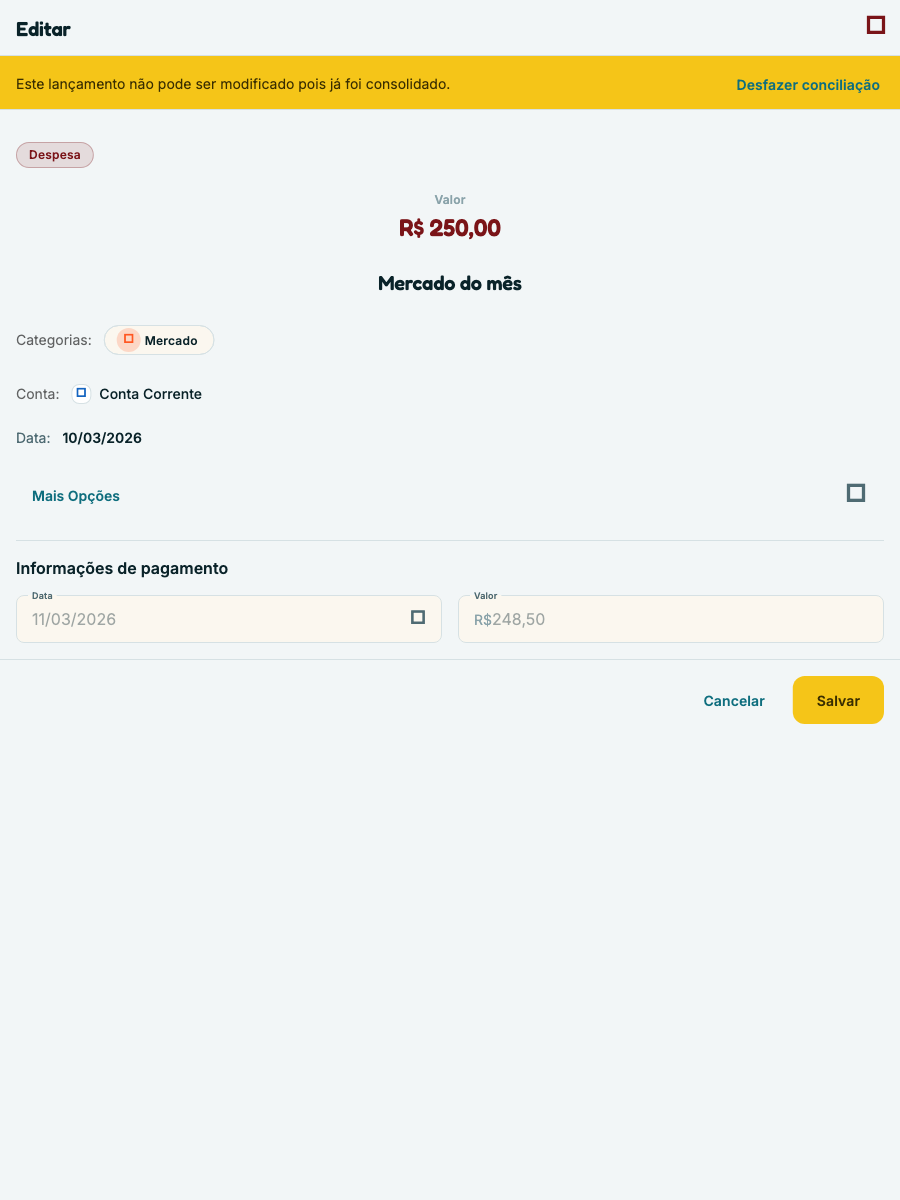 Editar
Este lançamento não pode ser modificado pois já foi consolidado.
Desfazer conciliação
Despesa
Valor
R$ 250,00
Mercado do mês
Categorias: Mercado
Conta: Conta Corrente
Data: 10/03/2026
Mais Opções
Informações de pagamento
Data
11/03/2026
Valor
R$248,50
Cancelar
Salvar